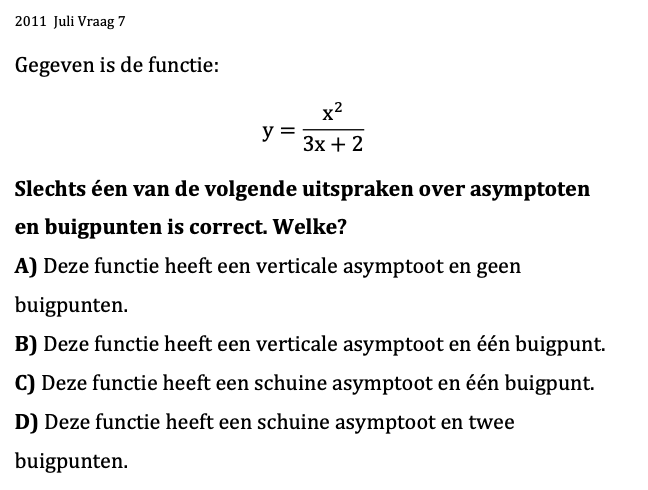 2011 Juli Vraag 7
Gegeven is de functie:
y = x² / (3x + 2)
Slechts éen van de volgende uitspraken over asymptoten
en buigpunten is correct. Welke?
A) Deze functie heeft een verticale asymptoot en geen
buigpunten.
B) Deze functie heeft een verticale asymptoot en één buigpunt.
C) Deze functie heeft een schuine asymptoot en één buigpunt.
D) Deze functie heeft een schuine asymptoot en twee
buigpunten.